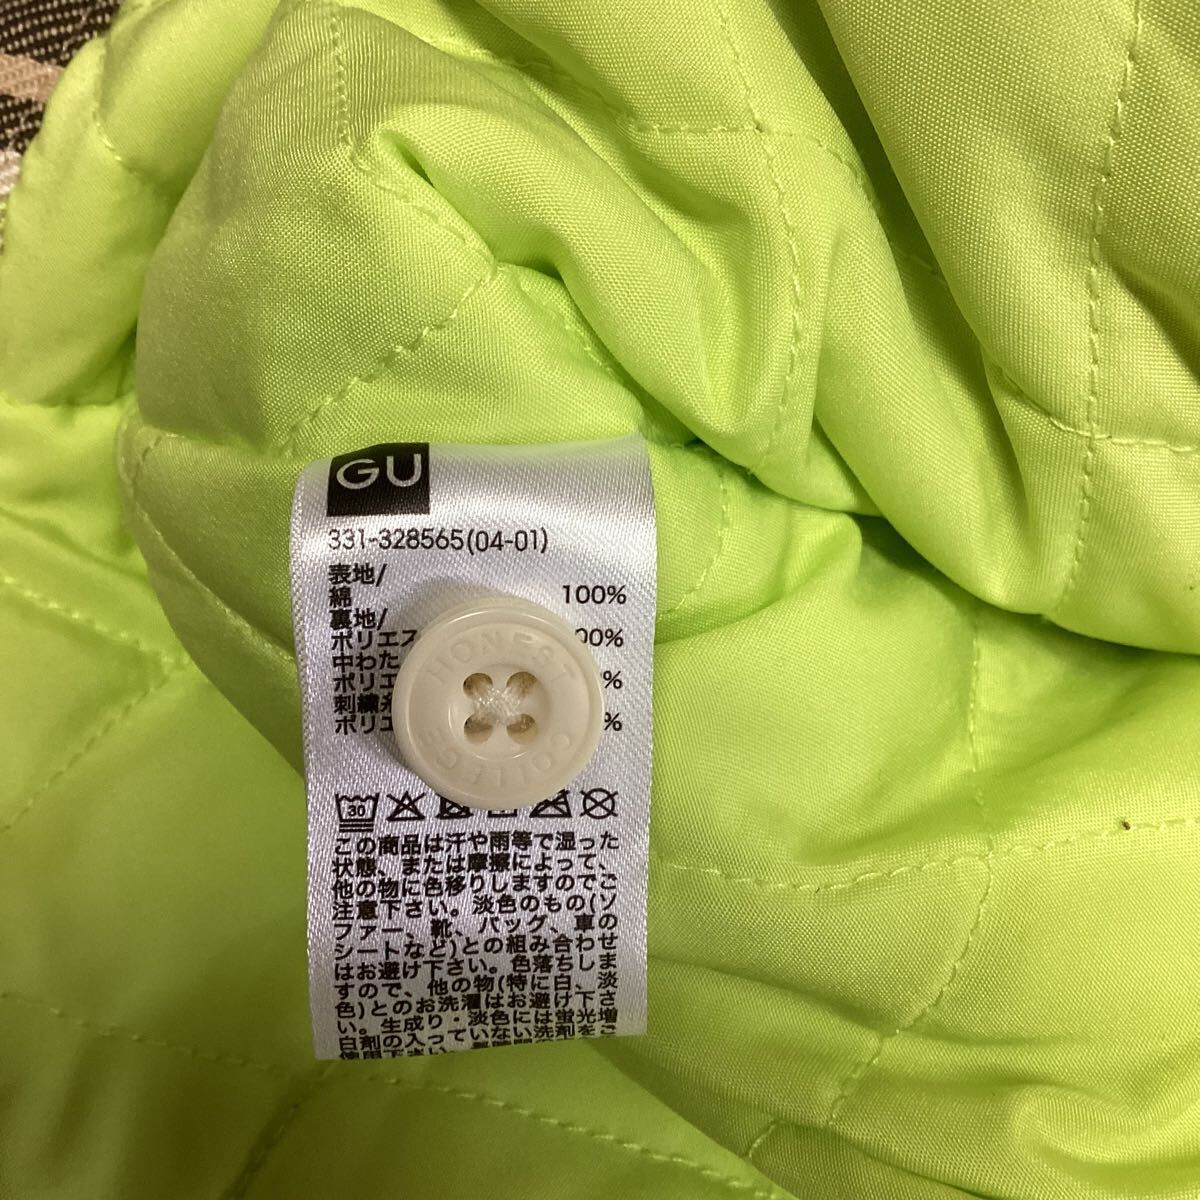 GU
331-328565(04-01)
表地/
綿 100%
裏地/
ポリエス 00%
中わた
ポリエ %
刺繍糸
ポリエ %
HONEST
COLLEGE
30
この商品は汗や雨等で湿った
状態、または摩擦によって、
他の物に色移りしますのでご
注意下さい。淡色のもの(ソ
ファー、靴、バッグ、車の
シートなど)との組み合わせ
はお避け下さい。色落ちしま
すので、他の物(特に白、淡
色)とのお洗濯はお避け下さ
い。生成り・淡色には蛍光増
白剤の入っていない洗剤をご
使用下さい。